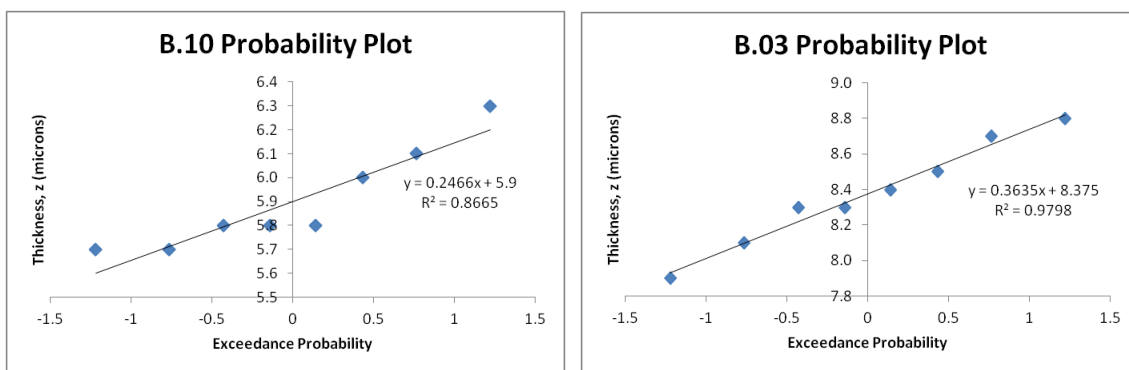 B.10 Probability Plot
Thickness, z (microns)
6.4
6.3
6.2
6.1
6.0
5.9
5.8
5.7
5.6
5.5
y = 0.2466x + 5.9
R² = 0.8665
-1.5 -1 -0.5 0 0.5 1 1.5
Exceedance Probability
B.03 Probability Plot
Thickness, z (microns)
9.0
8.8
8.6
8.4
8.2
8.0
7.8
y = 0.3635x + 8.375
R² = 0.9798
-1.5 -1 -0.5 0 0.5 1 1.5
Exceedance Probability